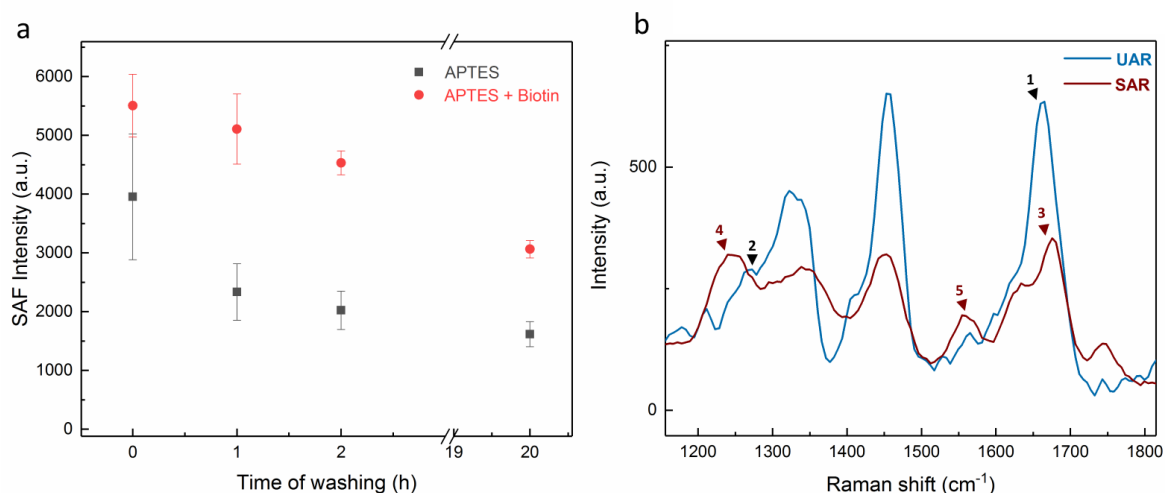 a
SAF Intensity (a.u.)
6000
5000
4000
3000
2000
1000
0
APTES
APTES + Biotin
0 1 2 19 20
Time of washing (h)
b
Intensity (a.u.)
500
0
UAR
SAR
1
2
3
4
5
1200 1300 1400 1500 1600 1700 1800
Raman shift (cm-1)